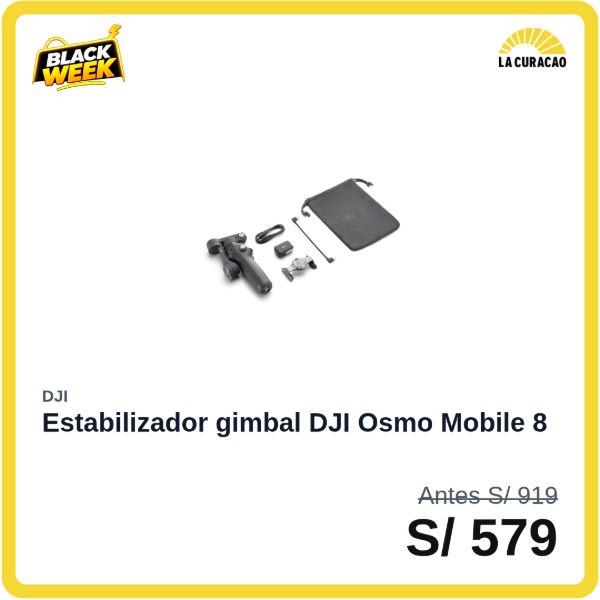 BLACK
WEEK
LA CURACAO
DJI
Estabilizador gimbal DJI Osmo Mobile 8
Antes S/ 919
S/ 579